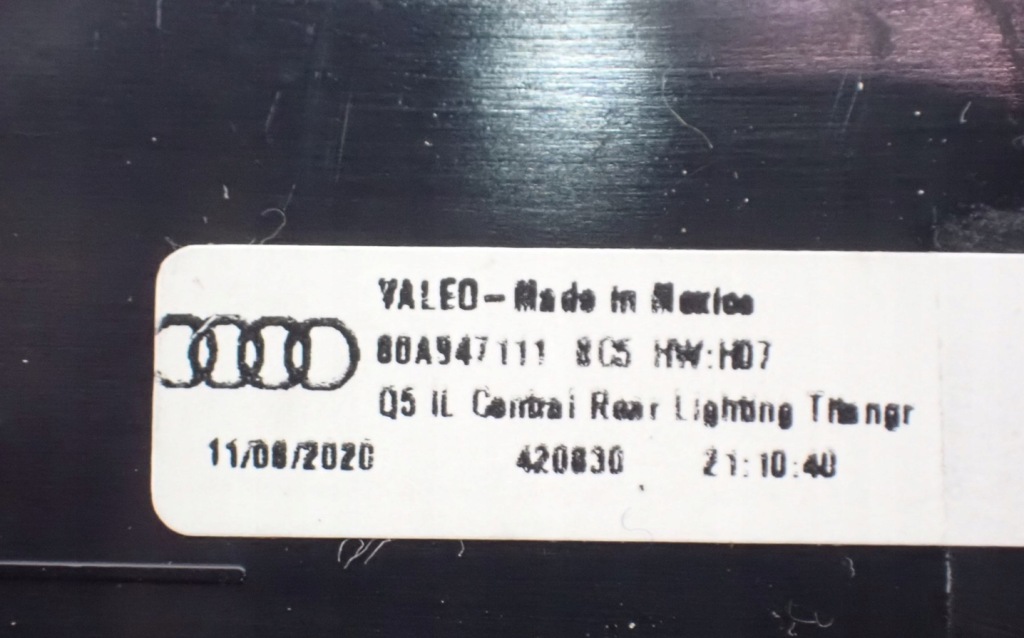 VALEO-Made in Mexico
80A947111 8C5 HW:H07
Q5 IL Central Rear Lighting
11/08/2020 420830 21:10:40